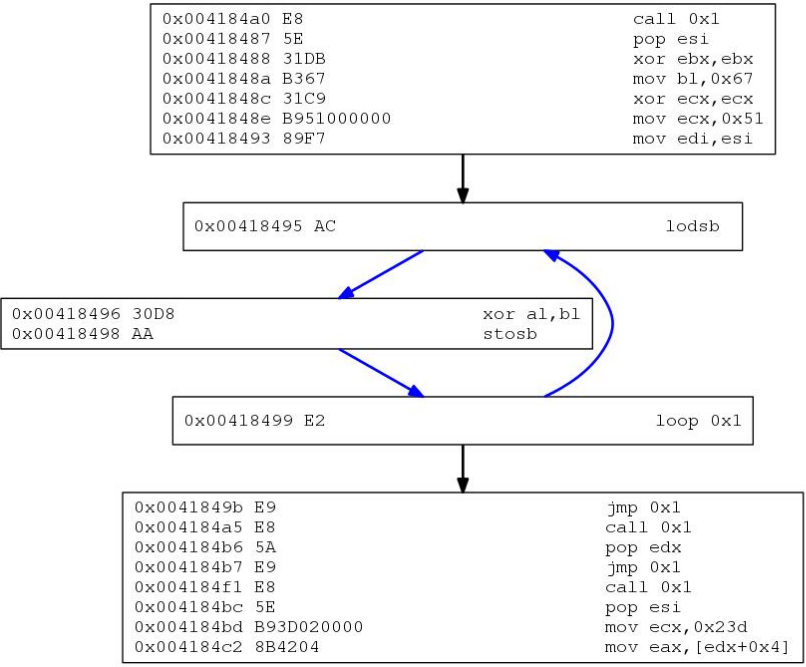 0x004184a0 E8 call 0x1
0x00418487 5E pop esi
0x00418488 31DB xor ebx,ebx
0x0041848a B367 mov bl,0x67
0x0041848c 31C9 xor ecx,ecx
0x0041848e B951000000 mov ecx,0x51
0x00418493 89F7 mov edi,esi
0x00418495 AC lodsb
0x00418496 30D8 xor al,bl
0x00418498 AA stosb
0x00418499 E2 loop 0x1
0x0041849b E9 jmp 0x1
0x004184a5 E8 call 0x1
0x004184b6 5A pop edx
0x004184b7 E9 jmp 0x1
0x004184f1 E8 call 0x1
0x004184bc 5E pop esi
0x004184bd B93D020000 mov ecx,0x23d
0x004184c2 8B4204 mov eax,[edx+0x4]